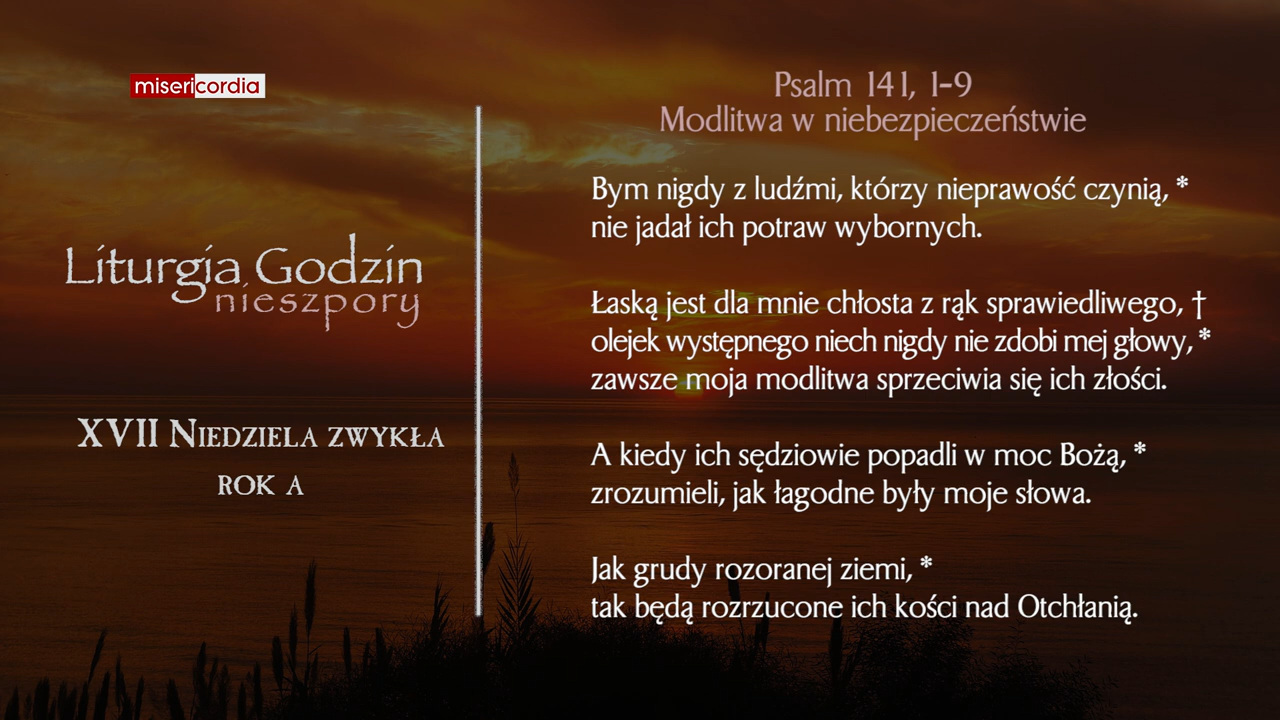 misericordia
Liturgia Godzin
nieszpory
XVII Niedziela zwykła
rok A
Psalm 141, 1-9
Modlitwa w niebezpieczeństwie
Bym nigdy z ludźmi, którzy nieprawość czynią, *
nie jadał ich potraw wybornych.
Łaską jest dla mnie chłosta z rąk sprawiedliwego, †
olejek występnego niech nigdy nie zdobi mej głowy, *
zawsze moja modlitwa sprzeciwia się ich złości.
A kiedy ich sędziowie popadli w moc Bożą, *
zrozumieli, jak łagodne były moje słowa.
Jak grudy rozoranej ziemi, *
tak będą rozrzucone ich kości nad Otchłanią.